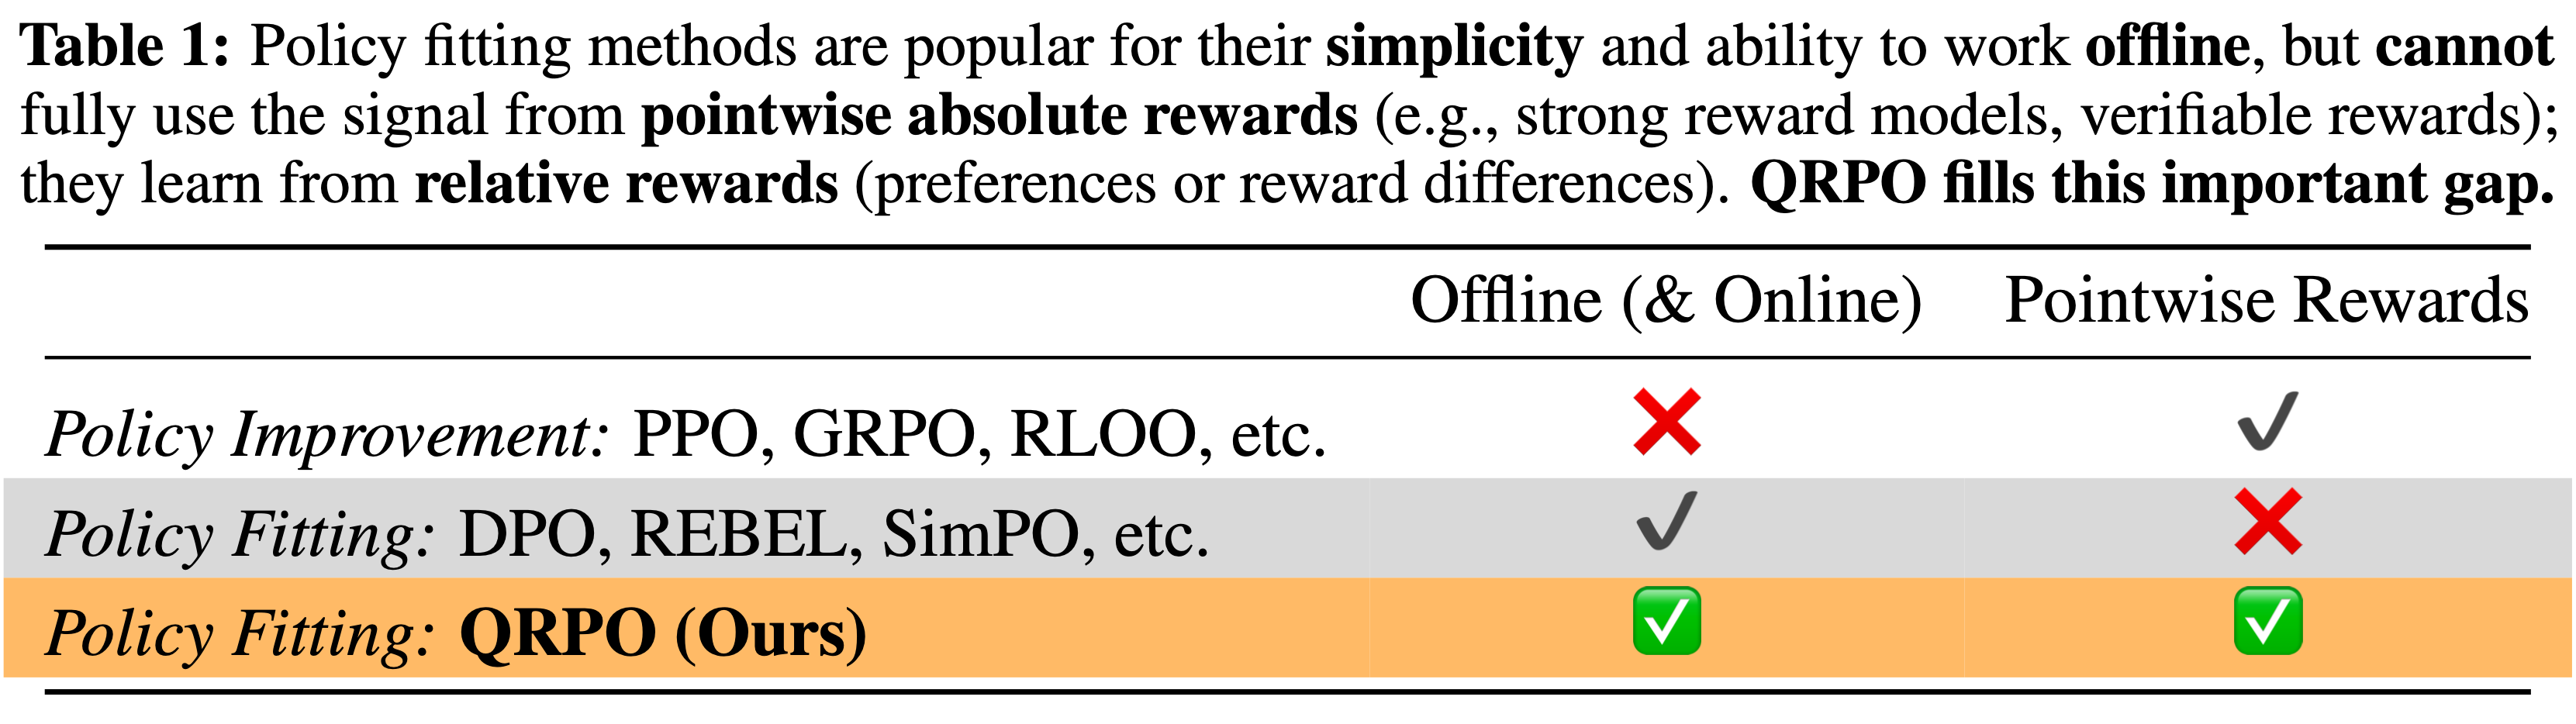 Table 1: Policy fitting methods are popular for their simplicity and ability to work offline, but cannot
fully use the signal from pointwise absolute rewards (e.g., strong reward models, verifiable rewards);
they learn from relative rewards (preferences or reward differences). QRPO fills this important gap.
Offline (& Online) Pointwise Rewards
Policy Improvement: PPO, GRPO, RLOO, etc. ❌ ✔
Policy Fitting: DPO, REBEL, SimPO, etc. ✔ ❌
Policy Fitting: QRPO (Ours) ✅ ✅